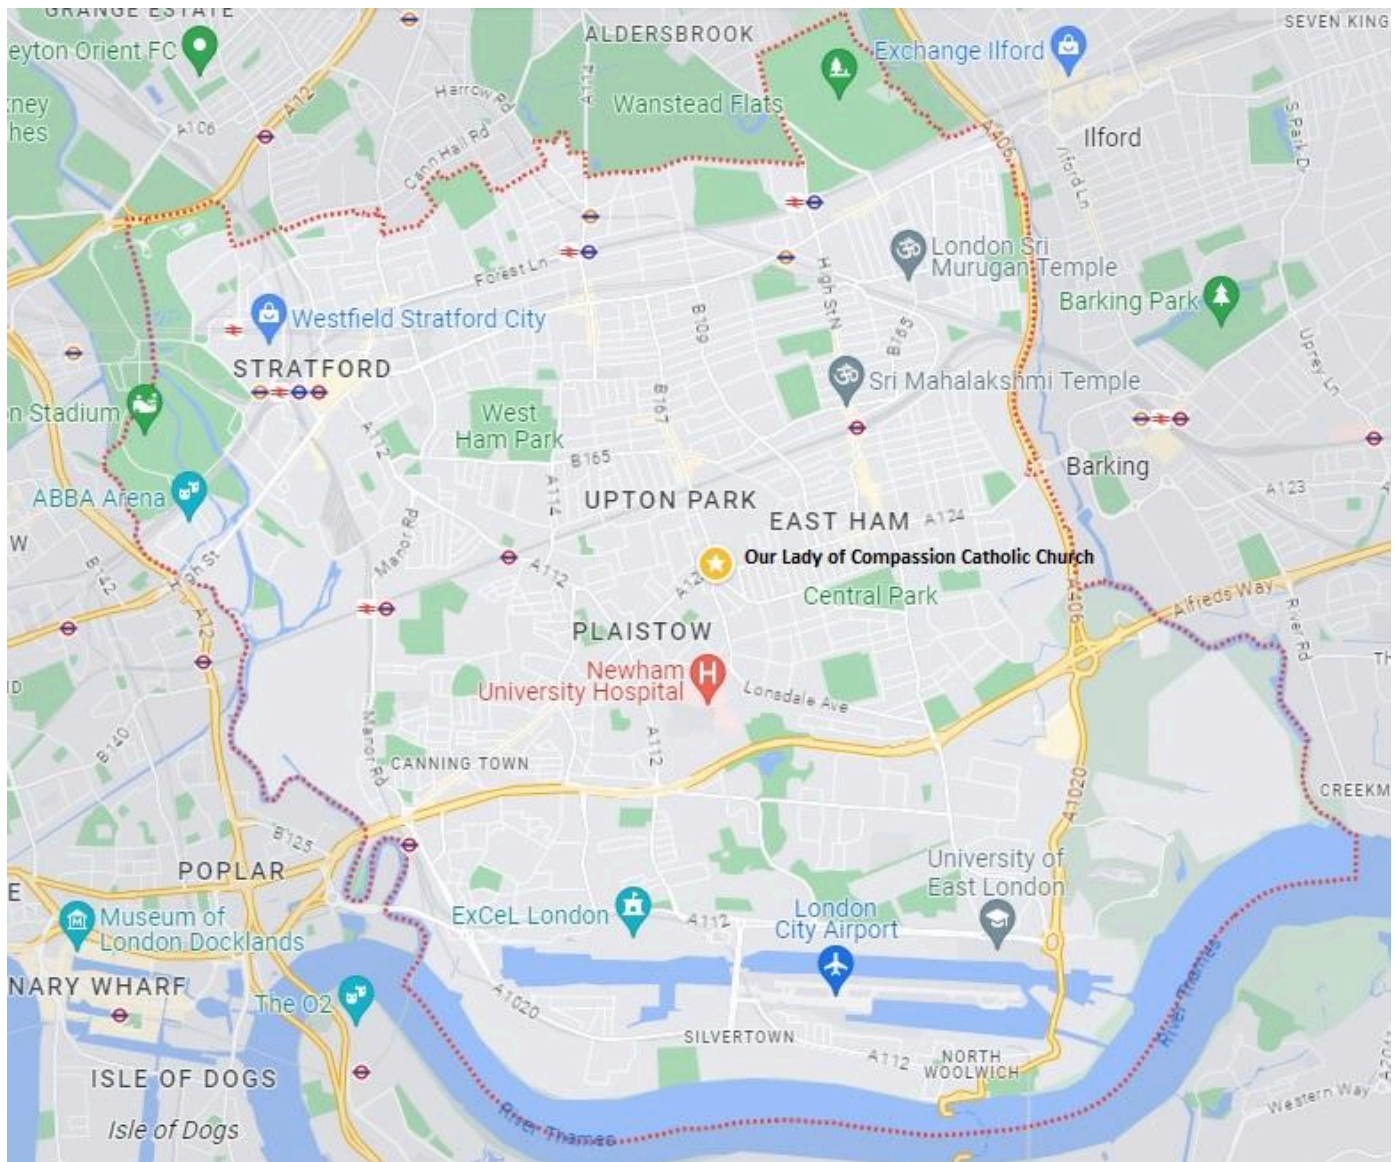 GRANGE ESTATE
SEVEN KING
eyton Orient FC
ALDERSBROOK
Exchange Ilford
A12
A114
Harrow Rd
Wanstead Flats
kney
hes
A106
A406
Ilford
S Park Dr
Cann Hall Rd
Ilford Ln
Forest Ln
London Sri
Murugan Temple
High St N
Barking Park
Westfield Stratford City
B109
B165
Uprey Ln
STRATFORD
Sri Mahalakshmi Temple
B167
n Stadium
West
Ham Park
A112
B165
Barking
ABBA Arena
A114
UPTON PARK
A123
EAST HAM
A124
W
Manor Rd
Our Lady of Compassion Catholic Church
B142
High St
A112
A12
Central Park
A406
Alfreds Way
River Rd
A12
PLAISTOW
TH
Newham
University Hospital
Lonsdale Ave
B140
Manor Rd
A112
CANNING TOWN
A1020
CREEKM
B125
POPLAR
University of
East London
E
Museum of
London Docklands
ExCeL London
A112
London
City Airport
NARY WHARF
The O2
A1020
River Thames
SILVERTOWN
A112
NORTH
WOOLWICH
ISLE OF DOGS
Western Way
Isle of Dogs
River Thames